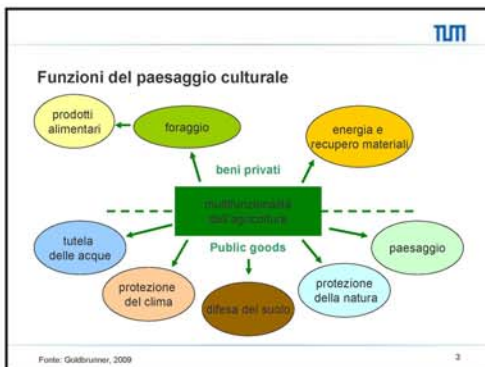 TUM
Funzioni del paesaggio culturale
prodotti
alimentari
foraggio
energia e
recupero materiali
beni privati
multifunzionalità
dell'agricoltura
Public goods
tutela
delle acque
paesaggio
protezione
del clima
difesa del suolo
protezione
della natura
Fonte: Goldbrunner, 2009
3